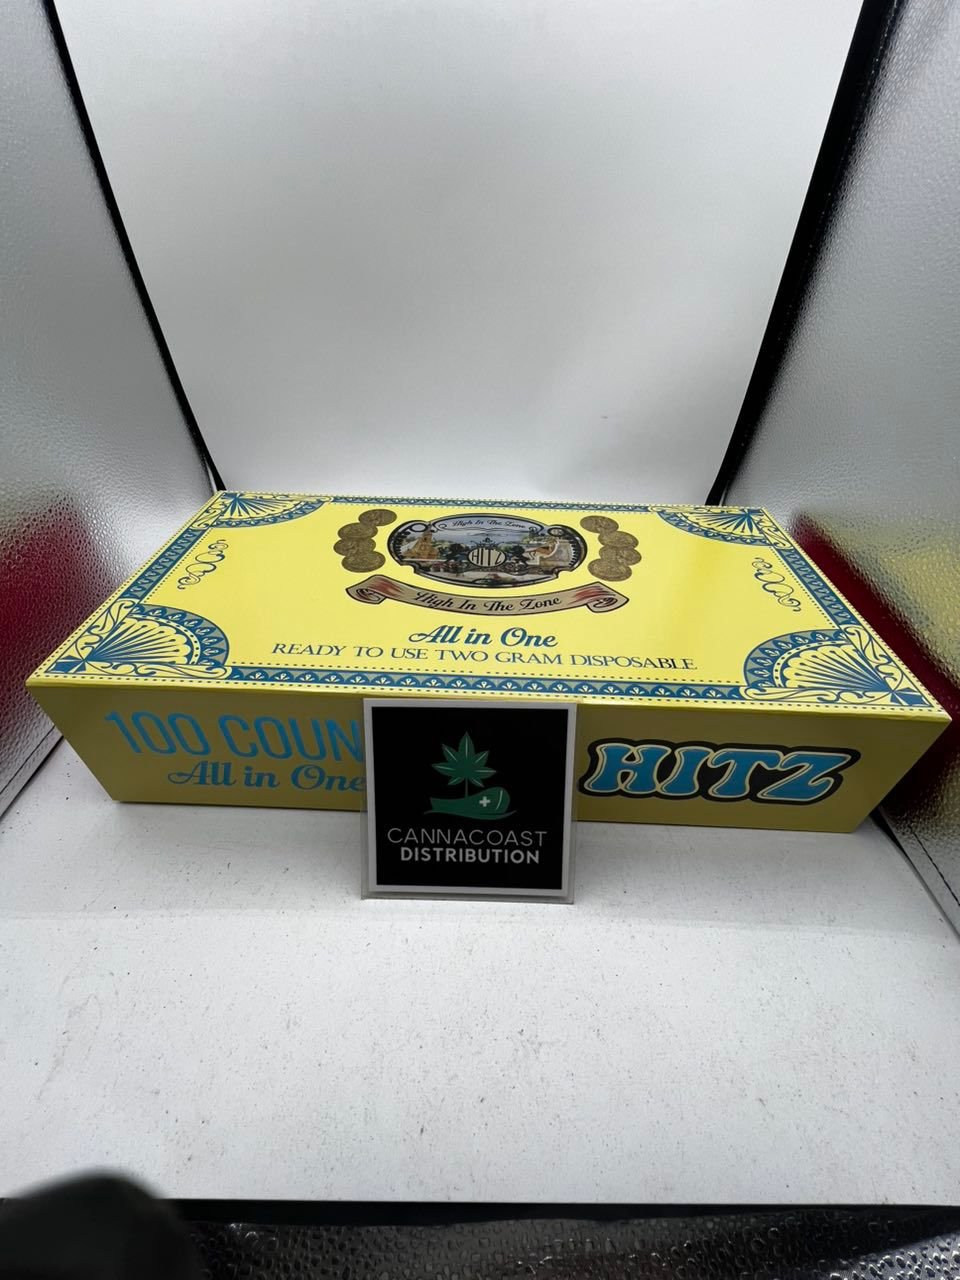 High In The Zone
HITZ
High In The Zone
All in One
READY TO USE TWO GRAM DISPOSABLE
100 COUN
All in One
HITZ
CANNACOAST
DISTRIBUTION